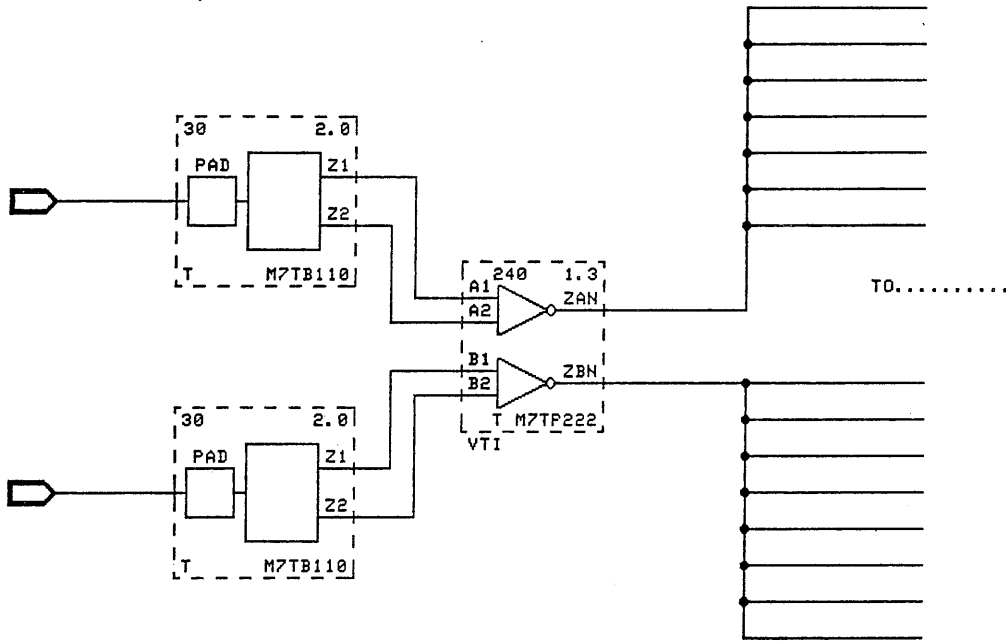 30 2.0
PAD Z1
Z2
T M7TB110
240 1.3
A1 ZAN
A2
TO..........
B1 ZBN
B2
T M7TP222
VTI
30 2.0
PAD Z1
Z2
T M7TB110